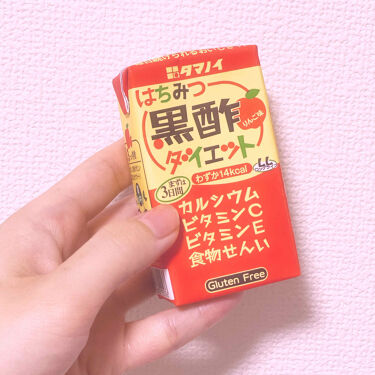 タマノイ
はちみつ
黒酢
りんご味
ダイエット
LL
わずか14kcal
まずは
3日間
カルシウム
ビタミンC
ビタミンE
食物せんい
Gluten Free